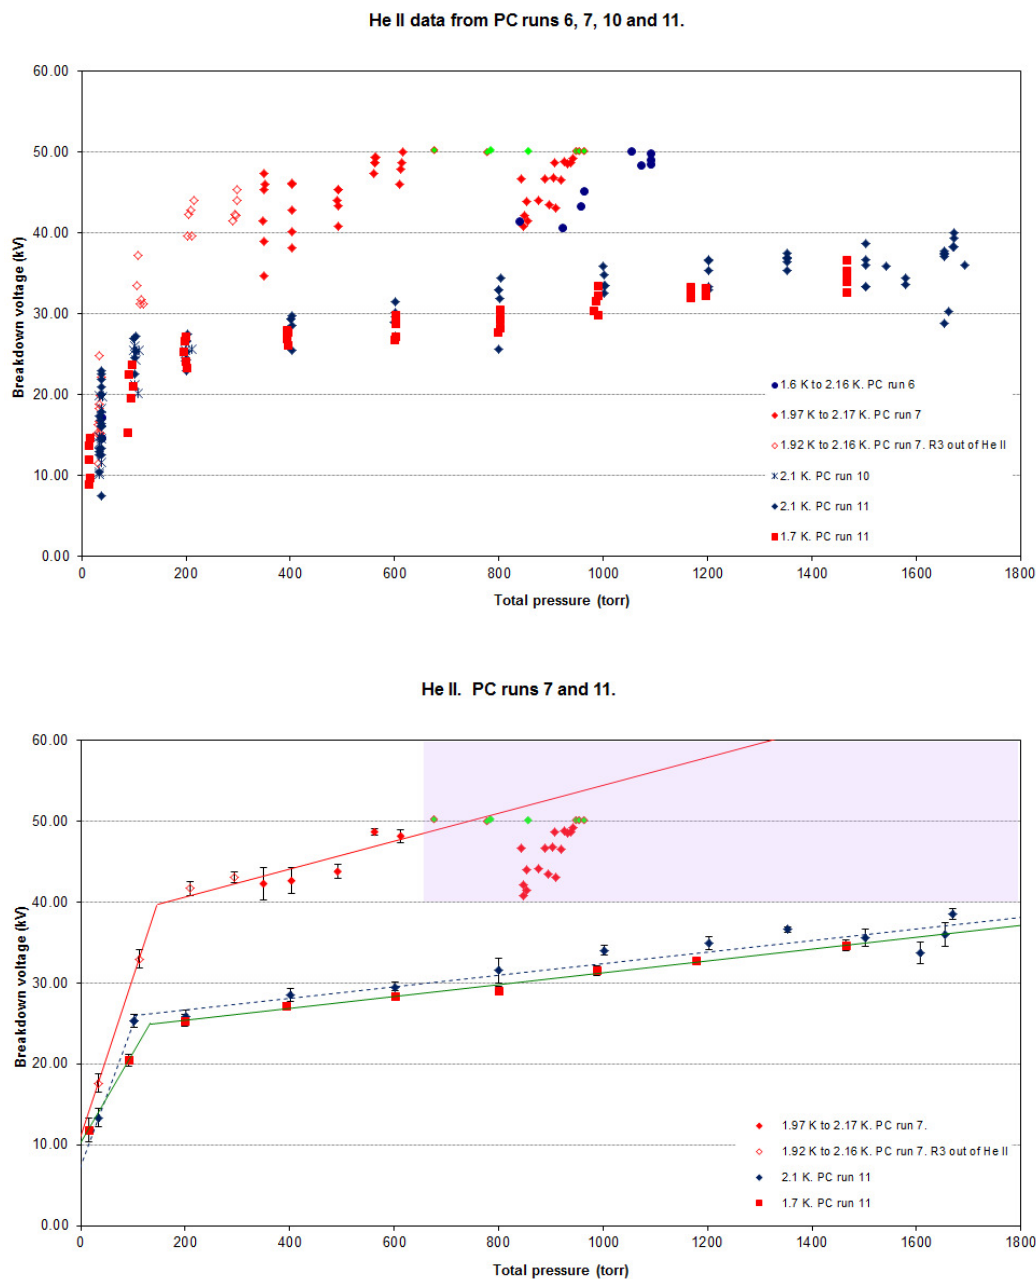 He II data from PC runs 6, 7, 10 and 11.
60.00
50.00
40.00
30.00
20.00
10.00
0.00
Breakdown voltage (kV)
1.6 K to 2.16 K. PC run 6
1.97 K to 2.17 K. PC run 7
1.92 K to 2.16 K. PC run 7. R3 out of He II
2.1 K. PC run 10
2.1 K. PC run 11
1.7 K. PC run 11
0 200 400 600 800 1000 1200 1400 1600 1800
Total pressure (torr)
He II.  PC runs 7 and 11.
60.00
50.00
40.00
30.00
20.00
10.00
0.00
Breakdown voltage (kV)
1.97 K to 2.17 K. PC run 7.
1.92 K to 2.16 K. PC run 7. R3 out of He II
2.1 K. PC run 11
1.7 K. PC run 11
0 200 400 600 800 1000 1200 1400 1600 1800
Total pressure (torr)